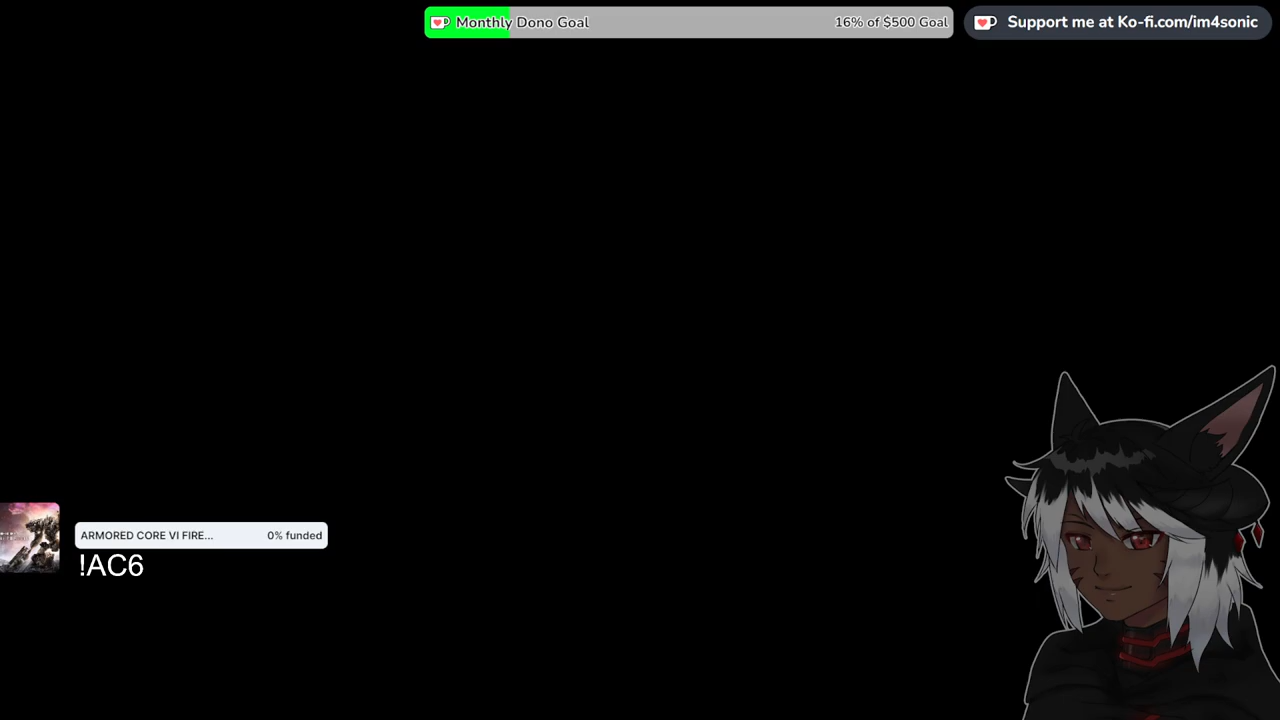 Monthly Dono Goal
16% of $500 Goal
Support me at Ko-fi.com/im4sonic
ARMORED CORE VI FIRE...
0% funded
!AC6